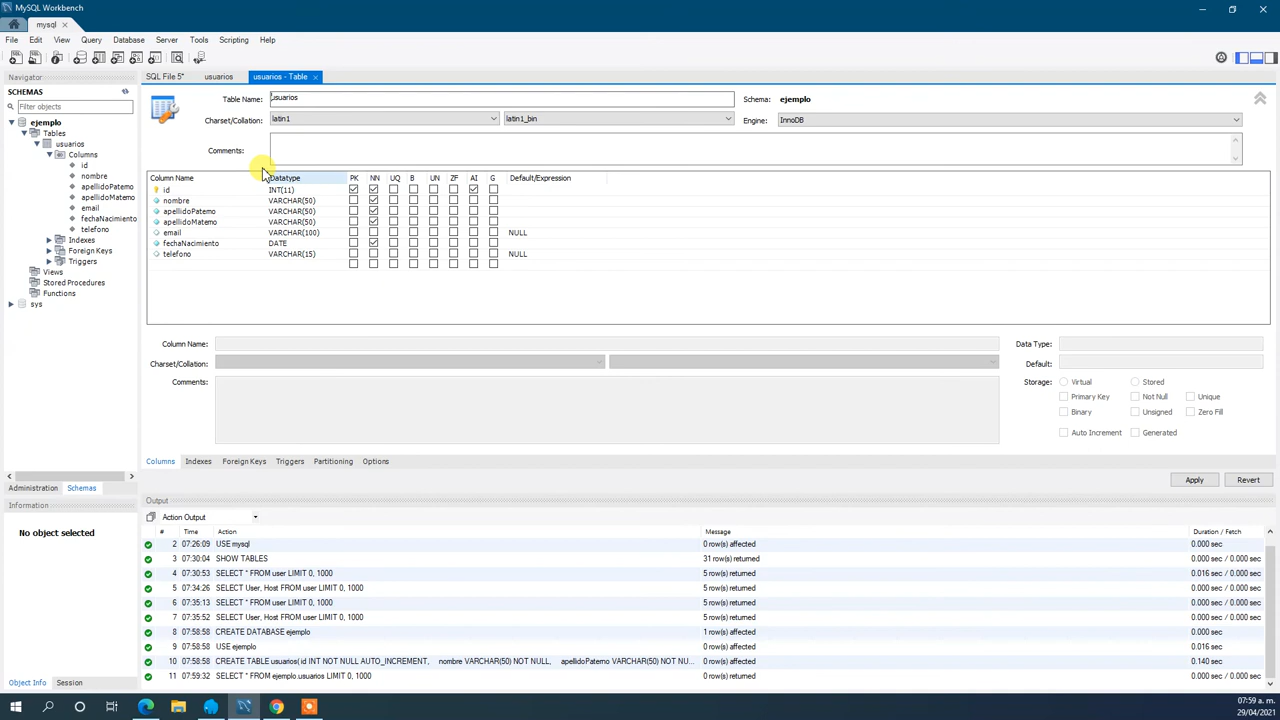 MySQL Workbench
mysql
File Edit View Query Database Server Tools Scripting Help
Navigator
SCHEMAS
Filter objects
ejemplo
Tables
usuarios
Columns
id
nombre
apellidoPaterno
apellidoMaterno
email
fechaNacimiento
telefono
Indexes
Foreign Keys
Triggers
Views
Stored Procedures
Functions
sys
Administration Schemas
Information
No object selected
Object Info Session
SQL File 5* usuarios usuarios - Table
Table Name: usuarios Schema: ejemplo
Charset/Collation: latin1 latin1_bin Engine: InnoDB
Comments:
Column Name Datatype PK NN UQ B UN ZF AI G Default/Expression
id INT(11)
nombre VARCHAR(50)
apellidoPaterno VARCHAR(50)
apellidoMaterno VARCHAR(50)
email VARCHAR(100) NULL
fechaNacimiento DATE
telefono VARCHAR(15) NULL
Column Name: Data Type:
Charset/Collation: Default:
Comments: Storage: Virtual Stored
Primary Key Not Null Unique
Binary Unsigned Zero Fill
Auto Increment Generated
Columns Indexes Foreign Keys Triggers Partitioning Options
Apply Revert
Output
Action Output
# Time Action Message Duration / Fetch
2 07:26:09 USE mysql 0 row(s) affected 0.000 sec
3 07:30:04 SHOW TABLES 31 row(s) returned 0.000 sec / 0.000 sec
4 07:30:53 SELECT * FROM user LIMIT 0, 1000 5 row(s) returned 0.016 sec / 0.000 sec
5 07:34:26 SELECT User, Host FROM user LIMIT 0, 1000 5 row(s) returned 0.000 sec / 0.000 sec
6 07:35:13 SELECT * FROM user LIMIT 0, 1000 5 row(s) returned 0.000 sec / 0.000 sec
7 07:35:52 SELECT User, Host FROM user LIMIT 0, 1000 5 row(s) returned 0.000 sec / 0.000 sec
8 07:58:58 CREATE DATABASE ejemplo 1 row(s) affected 0.000 sec
9 07:58:58 USE ejemplo 0 row(s) affected 0.016 sec
10 07:58:58 CREATE TABLE usuarios( id INT NOT NULL AUTO_INCREMENT, nombre VARCHAR(50) NOT NULL, apellidoPaterno VARCHAR(50) NOT NU... 0 row(s) affected 0.140 sec
11 07:59:32 SELECT * FROM ejemplo.usuarios LIMIT 0, 1000 0 row(s) returned 0.000 sec / 0.000 sec
07:59 a. m.
29/04/2021